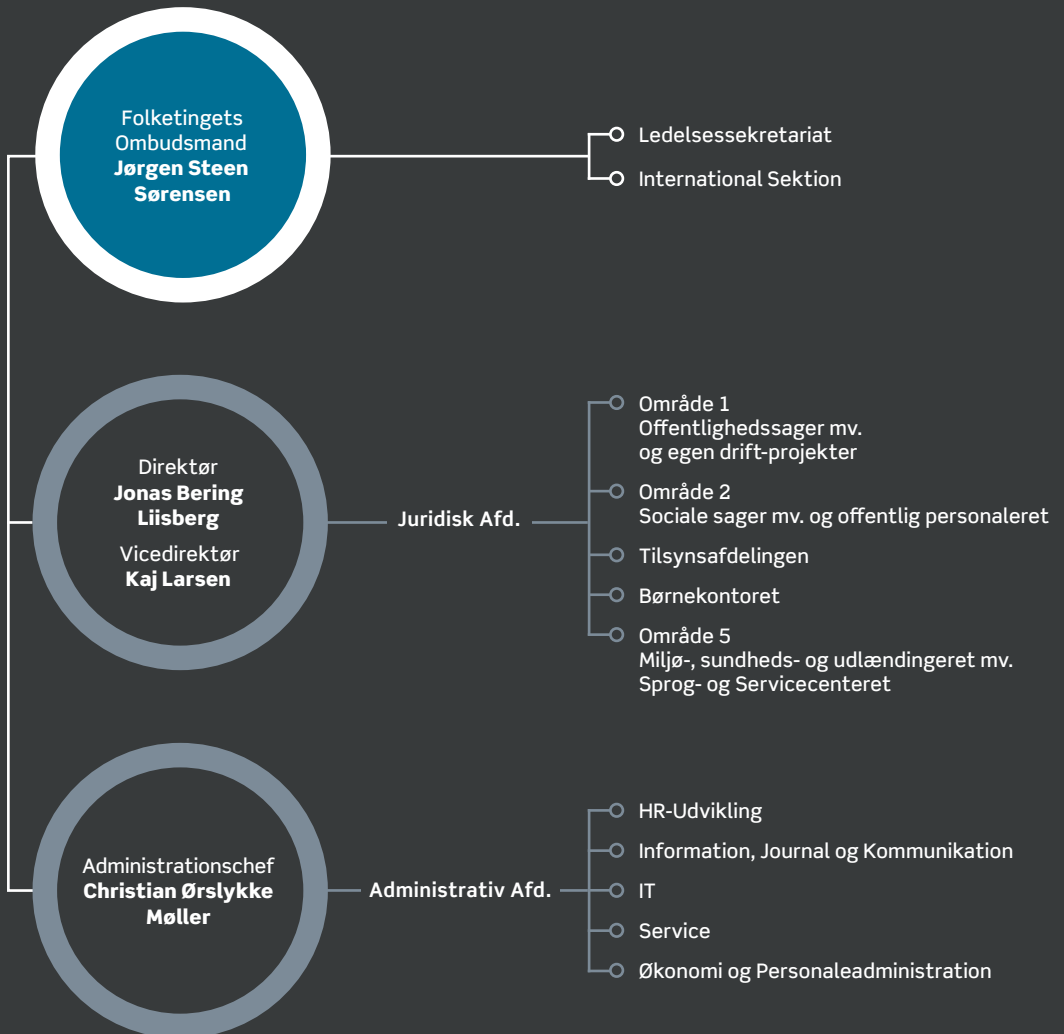 Folketingets
Ombudsmand
Jørgen Steen
Sørensen
Ledelsessekretariat
International Sektion
Direktør
Jonas Bering
Liisberg
Vicedirektør
Kaj Larsen
Juridisk Afd.
Område 1
Offentlighedssager mv.
og egen drift-projekter
Område 2
Sociale sager mv. og offentlig personaleret
Tilsynsafdelingen
Børnekontoret
Område 5
Miljø-, sundheds- og udlændingeret mv.
Sprog- og Servicecenteret
Administrationschef
Christian Ørslykke
Møller
Administrativ Afd.
HR-Udvikling
Information, Journal og Kommunikation
IT
Service
Økonomi og Personaleadministration